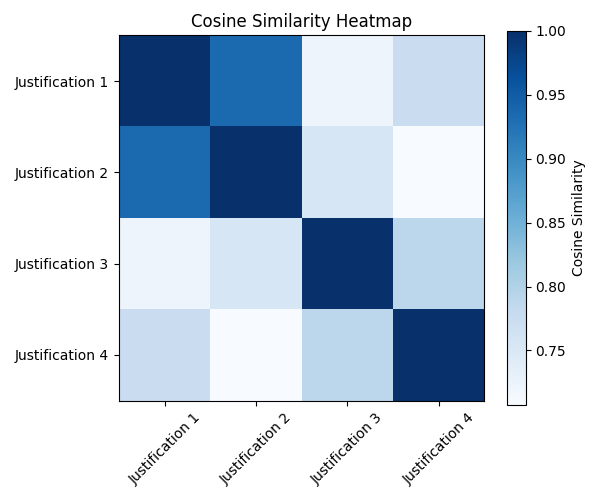 Cosine Similarity Heatmap
Justification 1
Justification 2
Justification 3
Justification 4
Justification 1
Justification 2
Justification 3
Justification 4
1.00
0.95
0.90
0.85
0.80
0.75
Cosine Similarity